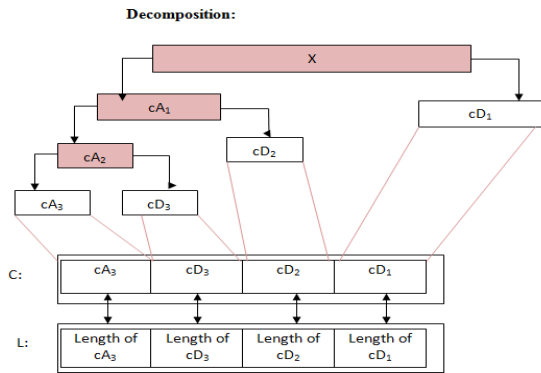 Decomposition:
X
cA₁
cD₁
cA₂
cD₂
cA₃
cD₃
C:
cA₃ cD₃ cD₂ cD₁
L:
Length of Length of Length of Length of
cA₃ cD₃ cD₂ cD₁